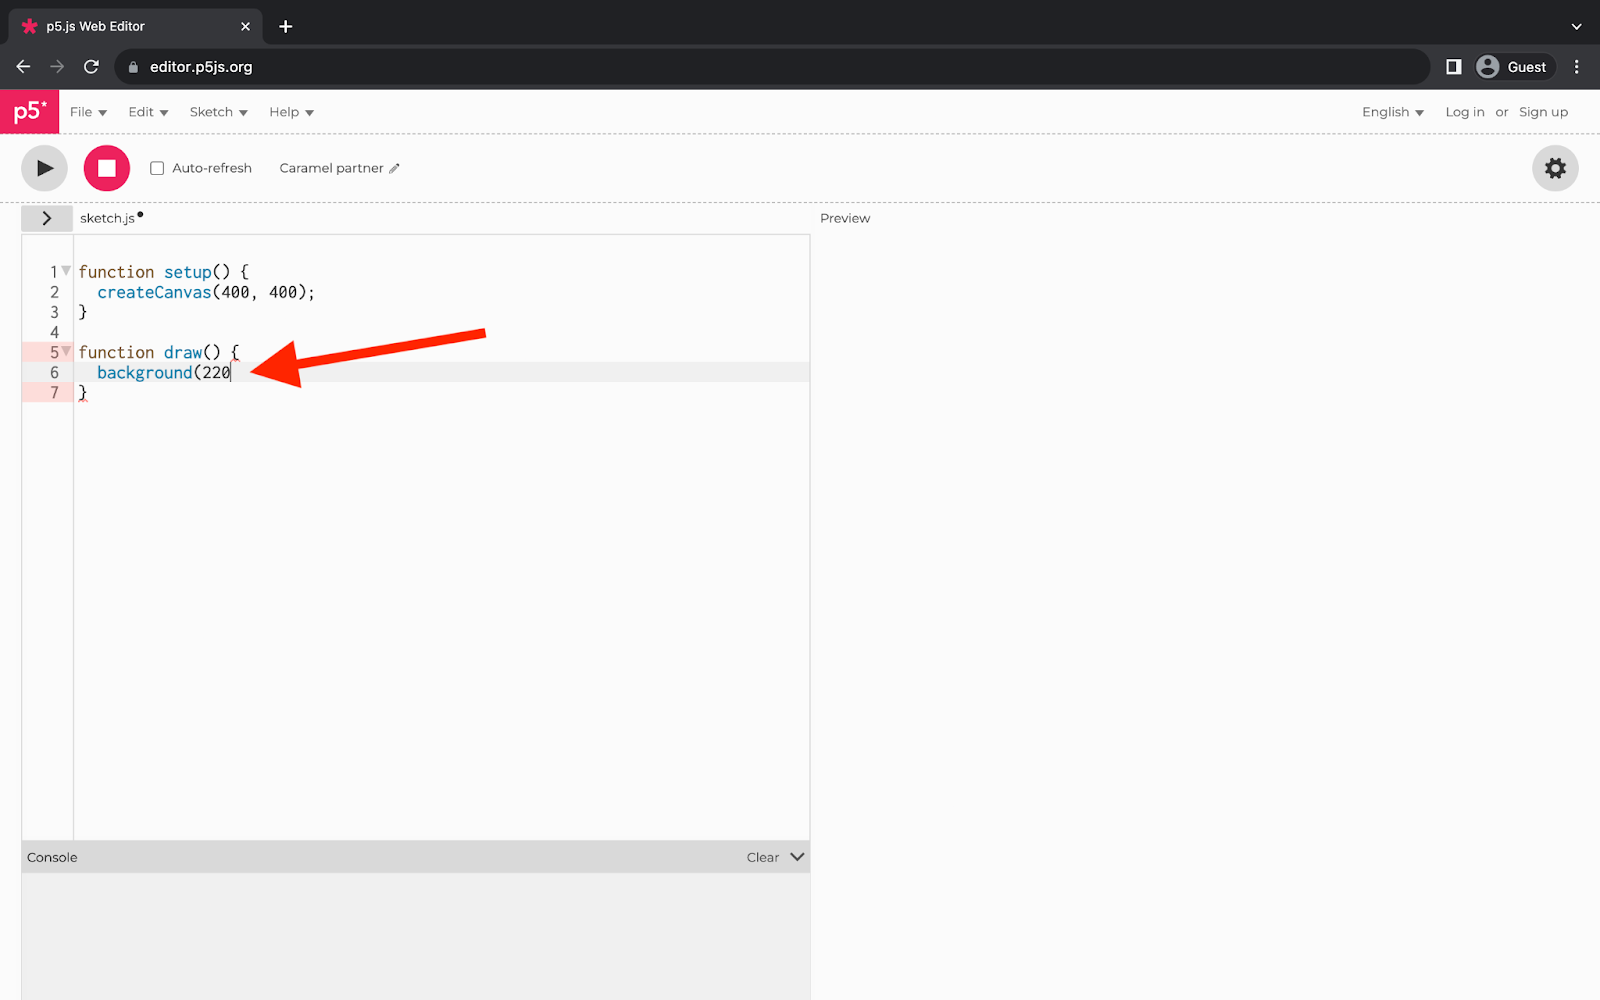 p5.js Web Editor
editor.p5js.org
Guest
p5* File Edit Sketch Help English Log in or Sign up
Auto-refresh Caramel partner
sketch.js Preview
1 function setup() {
2 createCanvas(400, 400);
3 }
4
5 function draw() {
6 background(220
7 }
Console Clear